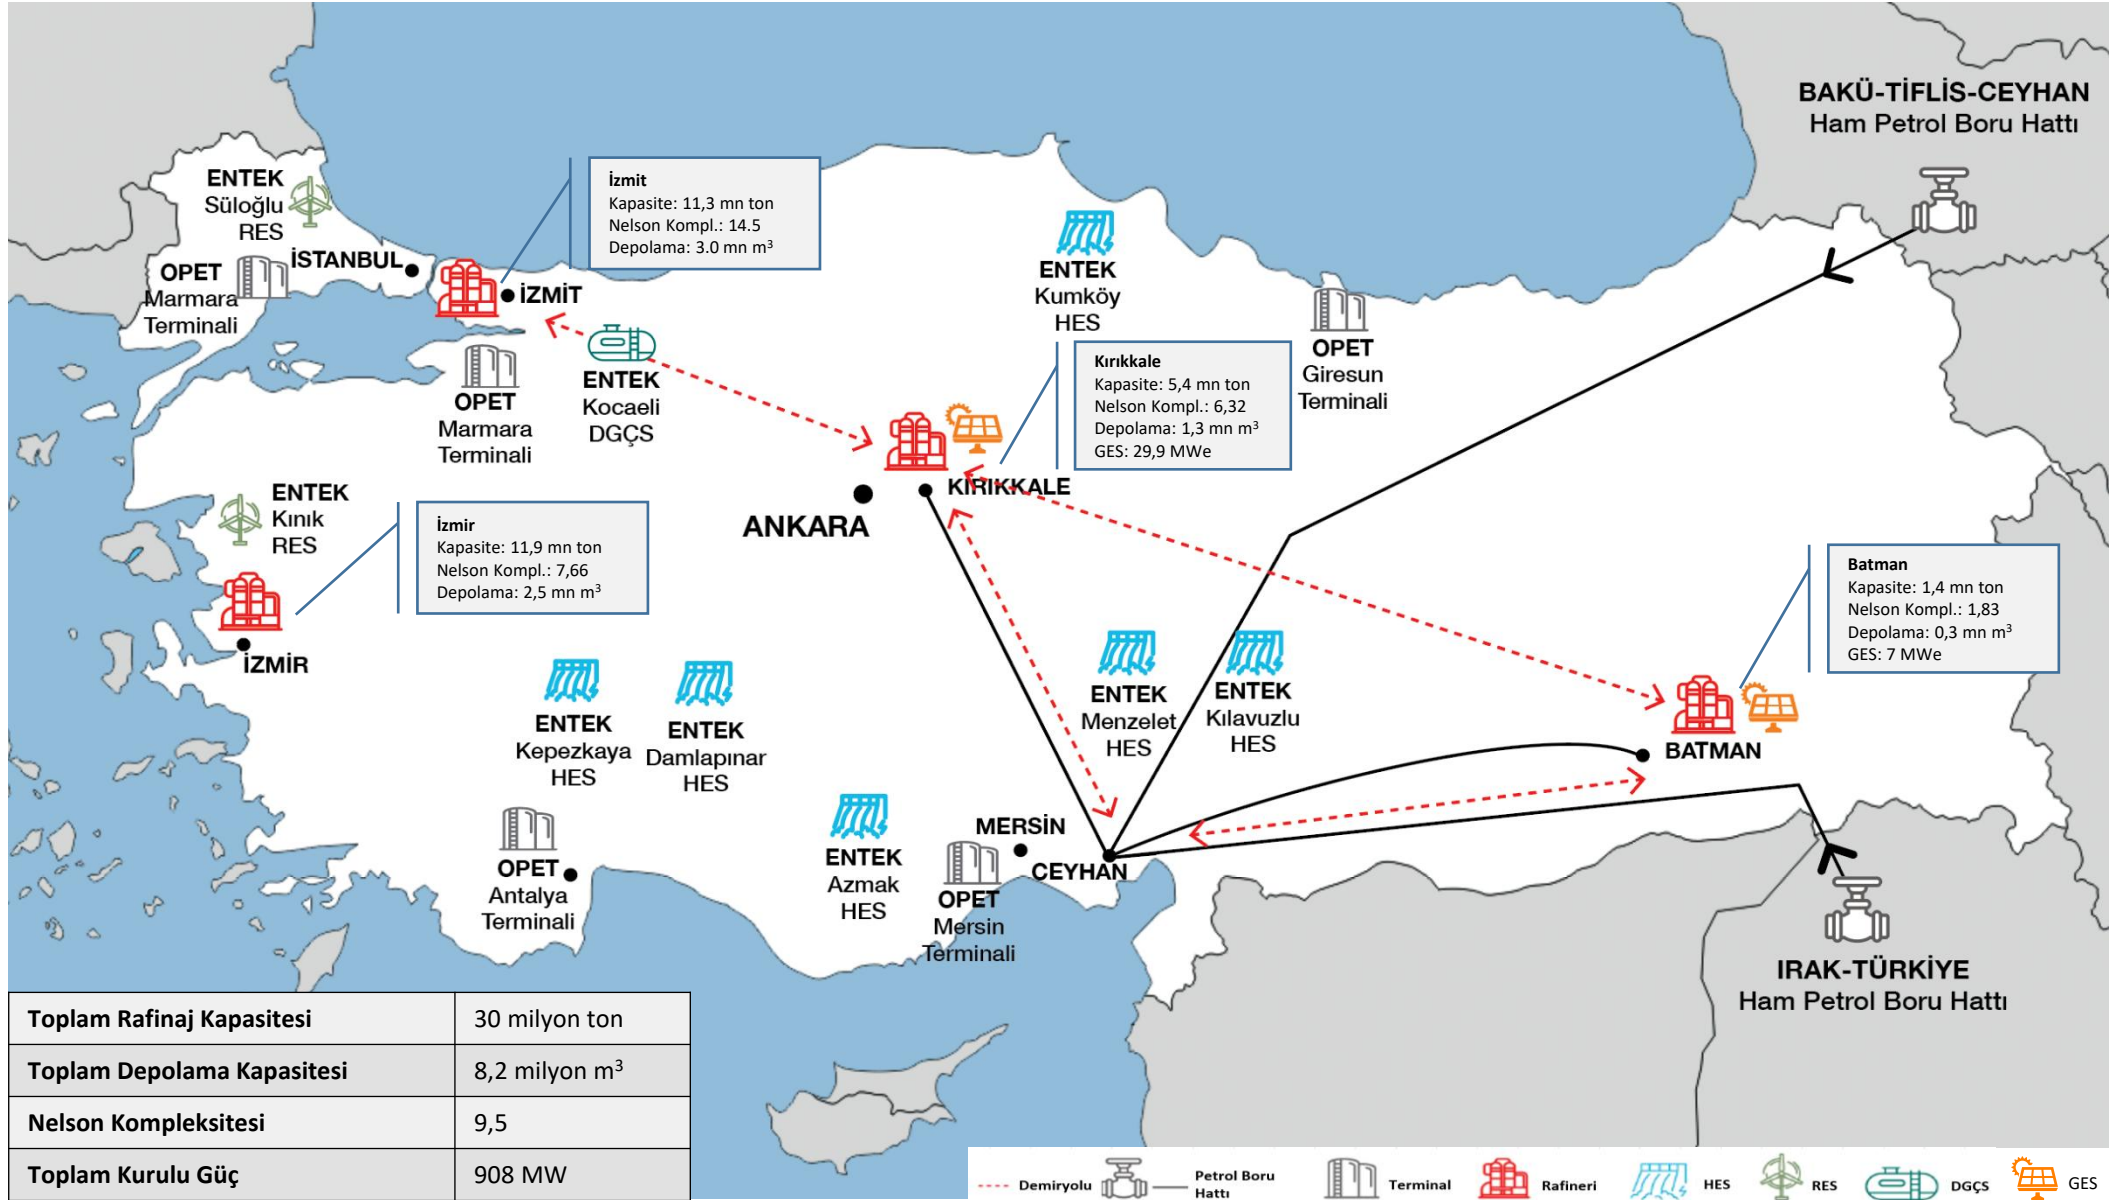 BAKÜ-TİFLİS-CEYHAN
Ham Petrol Boru Hattı
ENTEK
Süloğlu
RES
İSTANBUL
OPET
Marmara
Terminali
İzmit
Kapasite: 11,3 mn ton
Nelson Kompl.: 14.5
Depolama: 3.0 mn m³
İZMİT
ENTEK
Kumköy
HES
OPET
Giresun
Terminali
OPET
Marmara
Terminali
ENTEK
Kocaeli
DGÇS
Kırıkkale
Kapasite: 5,4 mn ton
Nelson Kompl.: 6,32
Depolama: 1,3 mn m³
GES: 29,9 MWe
KIRIKKALE
ANKARA
ENTEK
Kınık
RES
İzmir
Kapasite: 11,9 mn ton
Nelson Kompl.: 7,66
Depolama: 2,5 mn m³
İZMİR
Batman
Kapasite: 1,4 mn ton
Nelson Kompl.: 1,83
Depolama: 0,3 mn m³
GES: 7 MWe
BATMAN
ENTEK
Kepezkaya
HES
ENTEK
Damlapınar
HES
ENTEK
Menzelet
HES
ENTEK
Kılavuzlu
HES
OPET
Antalya
Terminali
ENTEK
Azmak
HES
MERSİN
CEYHAN
OPET
Mersin
Terminali
IRAK-TÜRKİYE
Ham Petrol Boru Hattı
Toplam Rafinaj Kapasitesi 30 milyon ton
Toplam Depolama Kapasitesi 8,2 milyon m³
Nelson Kompleksitesi 9,5
Toplam Kurulu Güç 908 MW
Demiryolu
Petrol Boru
Hattı
Terminal
Rafineri
HES
RES
DGÇS
GES